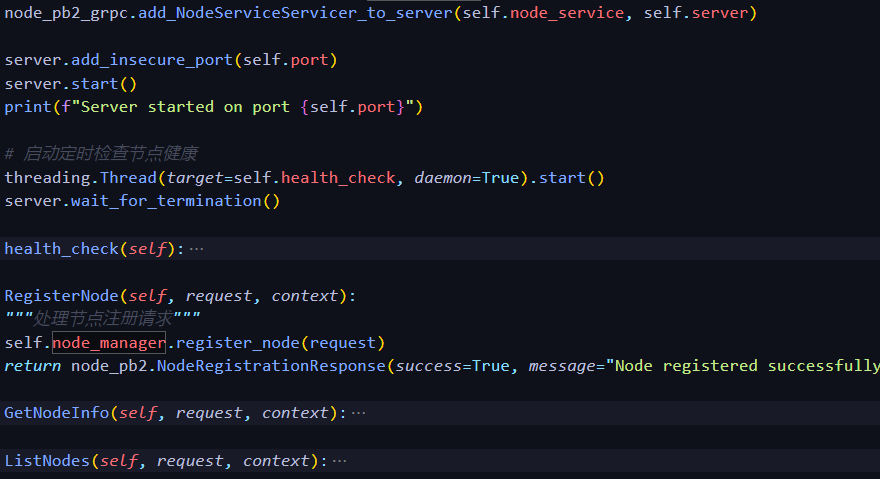 node_pb2_grpc.add_NodeServiceServicer_to_server(self.node_service, self.server)
server.add_insecure_port(self.port)
server.start()
print(f"Server started on port {self.port}")
# 启动定时检查节点健康
threading.Thread(target=self.health_check, daemon=True).start()
server.wait_for_termination()
health_check(self): ···
RegisterNode(self, request, context):
"""处理节点注册请求"""
self.node_manager.register_node(request)
return node_pb2.NodeRegistrationResponse(success=True, message="Node registered successfully
GetNodeInfo(self, request, context): ···
ListNodes(self, request, context): ···